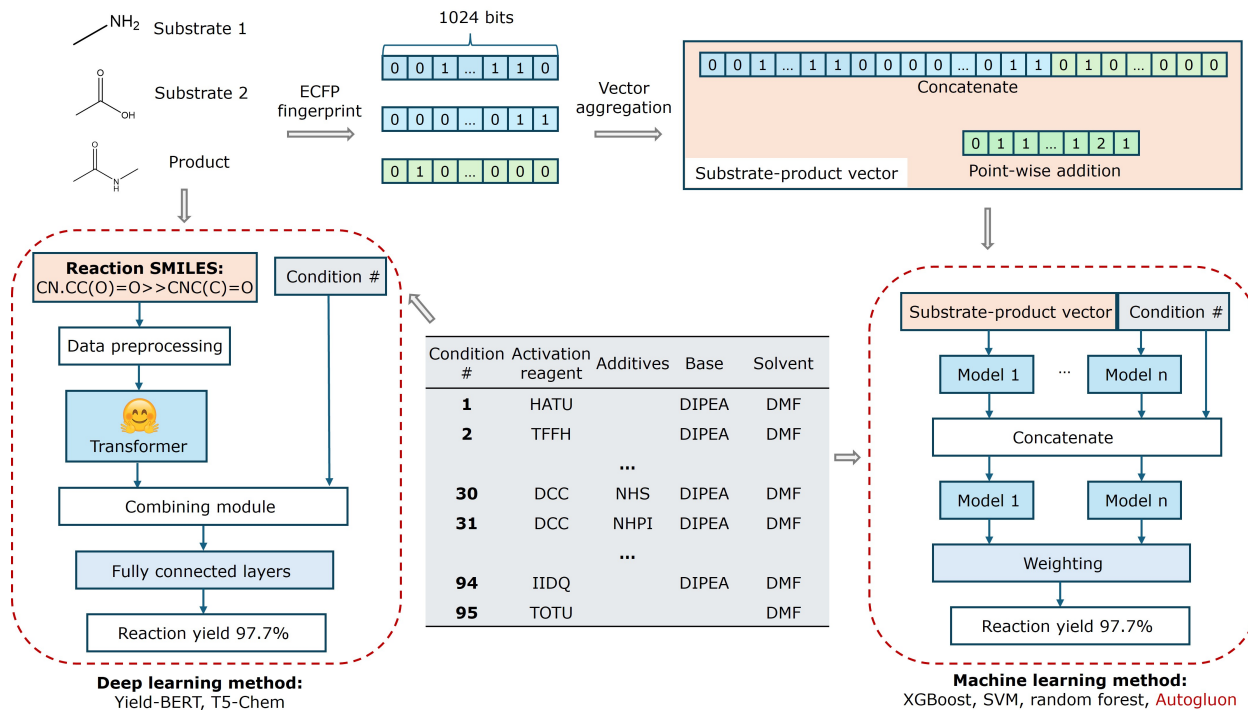 NH2
Substrate 1
O
OH
Substrate 2
O
N
H
Product
ECFP
fingerprint
1024 bits
0 0 1 ... 1 1 0
0 0 0 ... 0 1 1
0 1 0 ... 0 0 0
Vector
aggregation
0 0 1 ... 1 1 0 0 0 0 ... 0 1 1 0 1 0 ... 0 0 0
Concatenate
0 1 1 ... 1 2 1
Point-wise addition
Substrate-product vector
Reaction SMILES:
CN.CC(O)=O>>CNC(C)=O
Condition #
Data preprocessing
Transformer
Combining module
Fully connected layers
Reaction yield 97.7%
Deep learning method:
Yield-BERT, T5-Chem
Condition # Activation reagent Additives Base Solvent
1 HATU DIPEA DMF
2 TFFH DIPEA DMF
...
30 DCC NHS DIPEA DMF
31 DCC NHPI DIPEA DMF
...
94 IIDQ DIPEA DMF
95 TOTU DMF
Substrate-product vector Condition #
Model 1 ... Model n
Concatenate
Model 1 Model n
Weighting
Reaction yield 97.7%
Machine learning method:
XGBoost, SVM, random forest, Autogluon